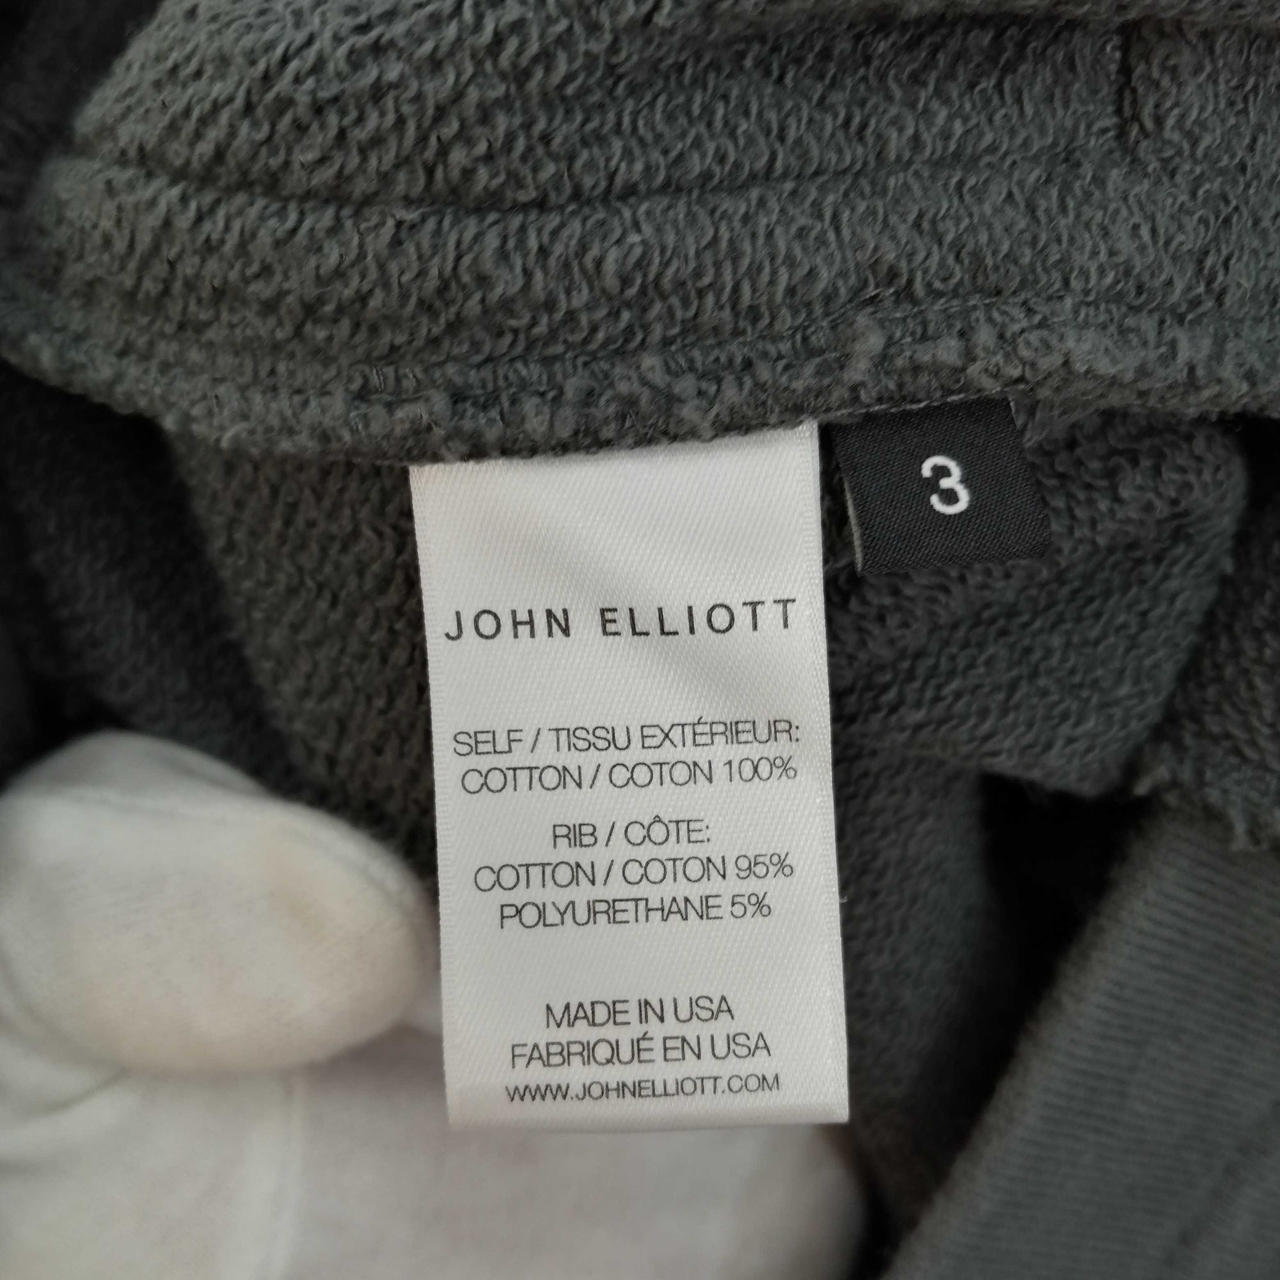 3
JOHN ELLIOTT
SELF / TISSU EXTÉRIEUR:
COTTON / COTON 100%
RIB / CÔTE:
COTTON / COTON 95%
POLYURETHANE 5%
MADE IN USA
FABRIQUÉ EN USA
WWW.JOHNELLIOTT.COM